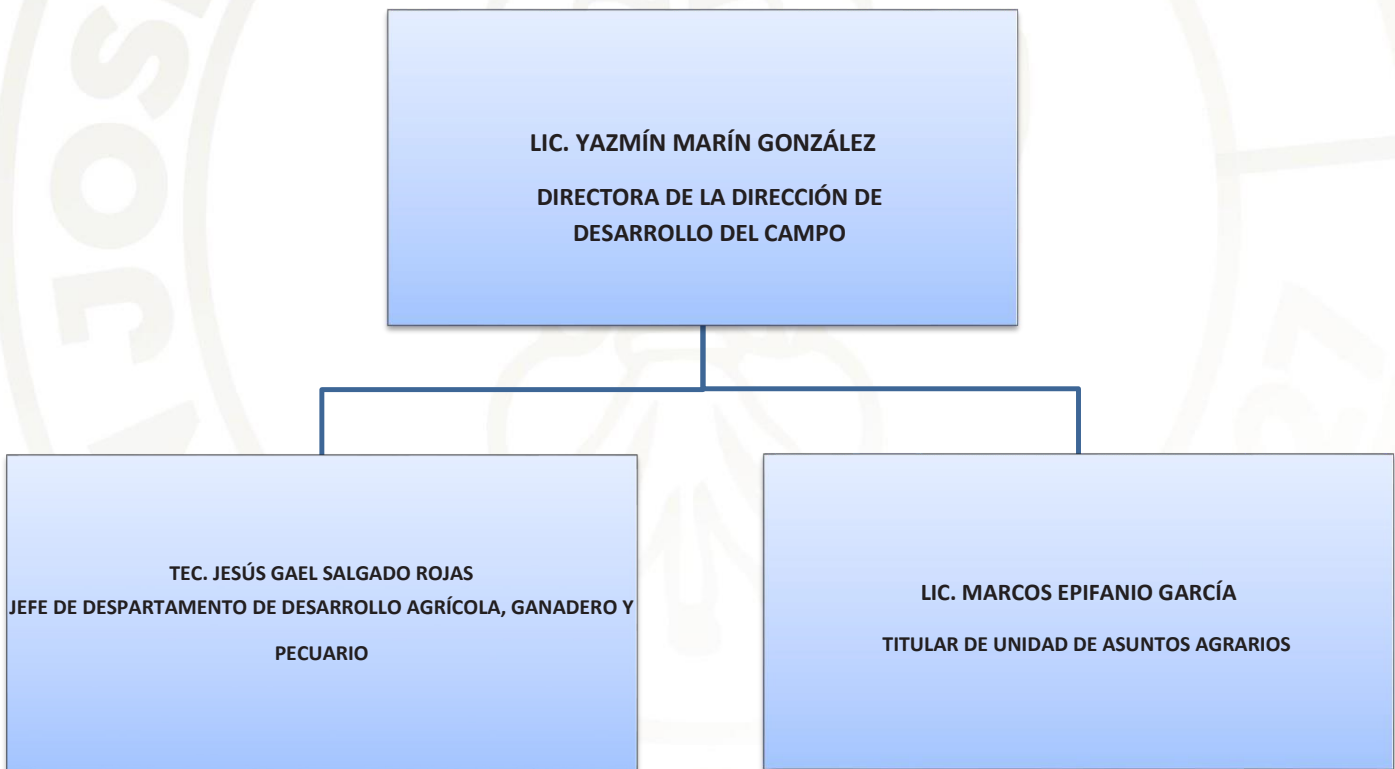 LIC. YAZMÍN MARÍN GONZÁLEZ
DIRECTORA DE LA DIRECCIÓN DE
DESARROLLO DEL CAMPO
TEC. JESÚS GAEL SALGADO ROJAS
JEFE DE DESPARTAMENTO DE DESARROLLO AGRÍCOLA, GANADERO Y
PECUARIO
LIC. MARCOS EPIFANIO GARCÍA
TITULAR DE UNIDAD DE ASUNTOS AGRARIOS